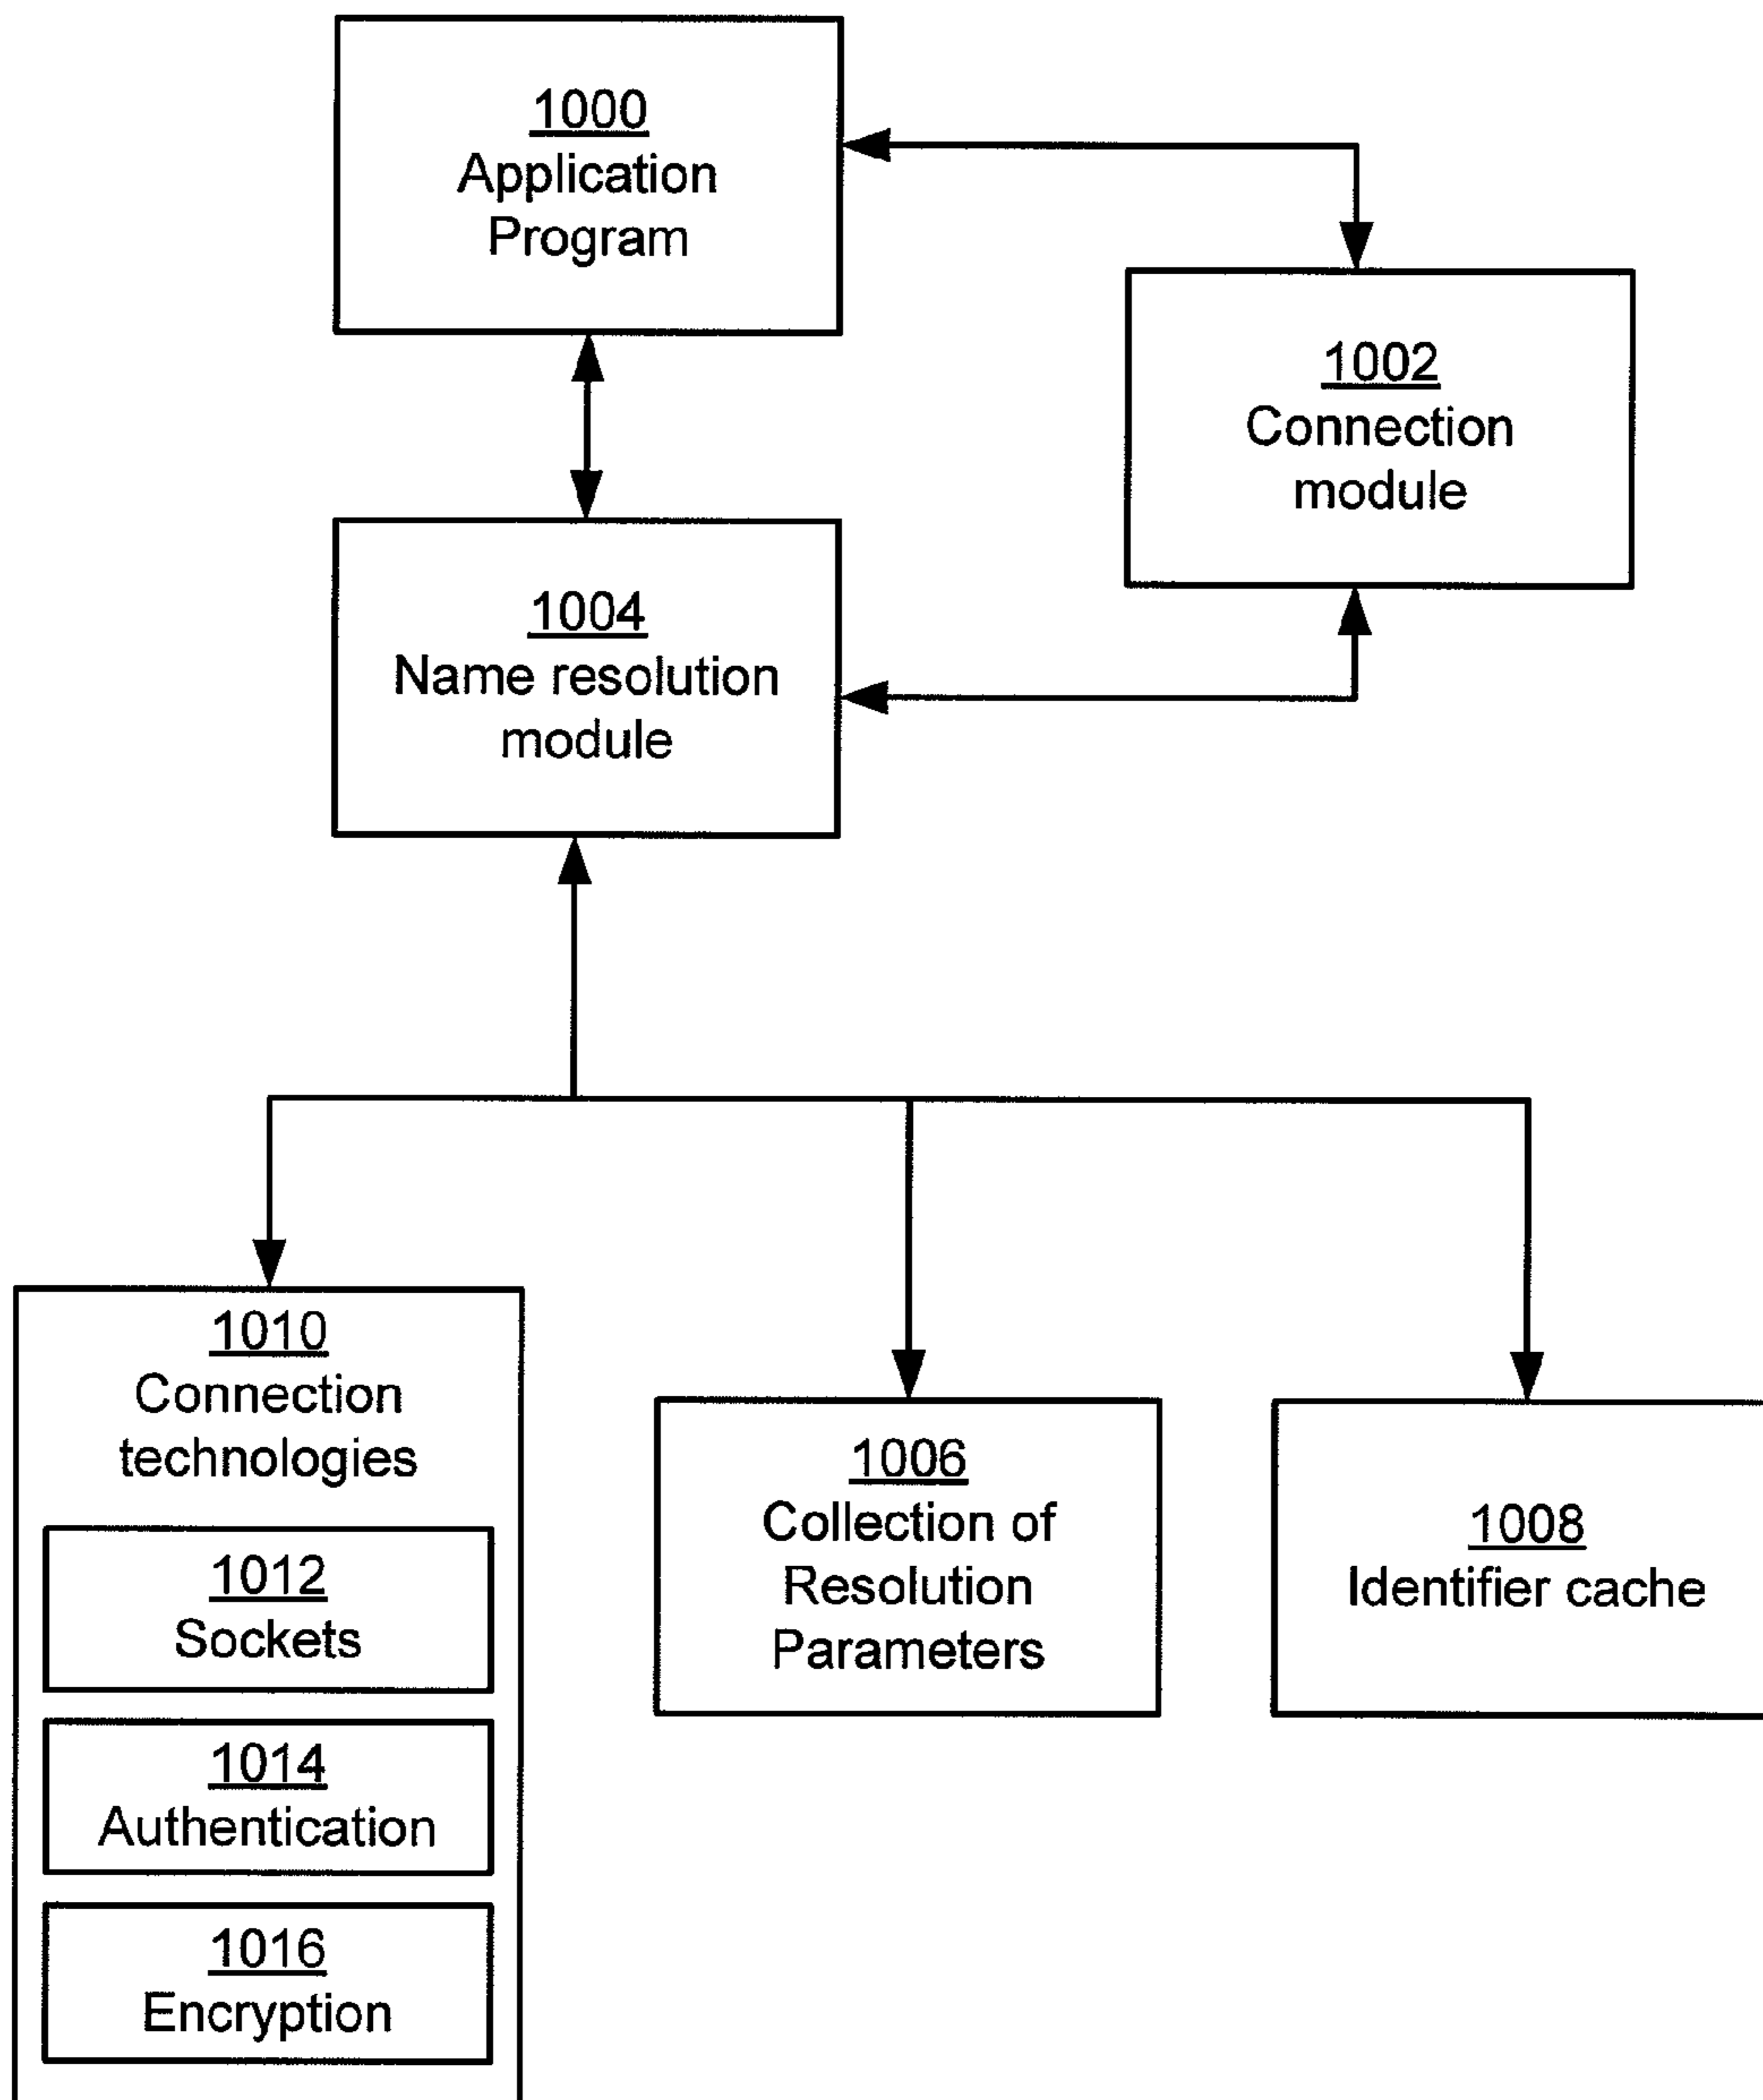 1000
Application
Program
1002
Connection
module
1004
Name resolution
module
1010
Connection
technologies
1012
Sockets
1014
Authentication
1016
Encryption
1006
Collection of
Resolution
Parameters
1008
Identifier cache